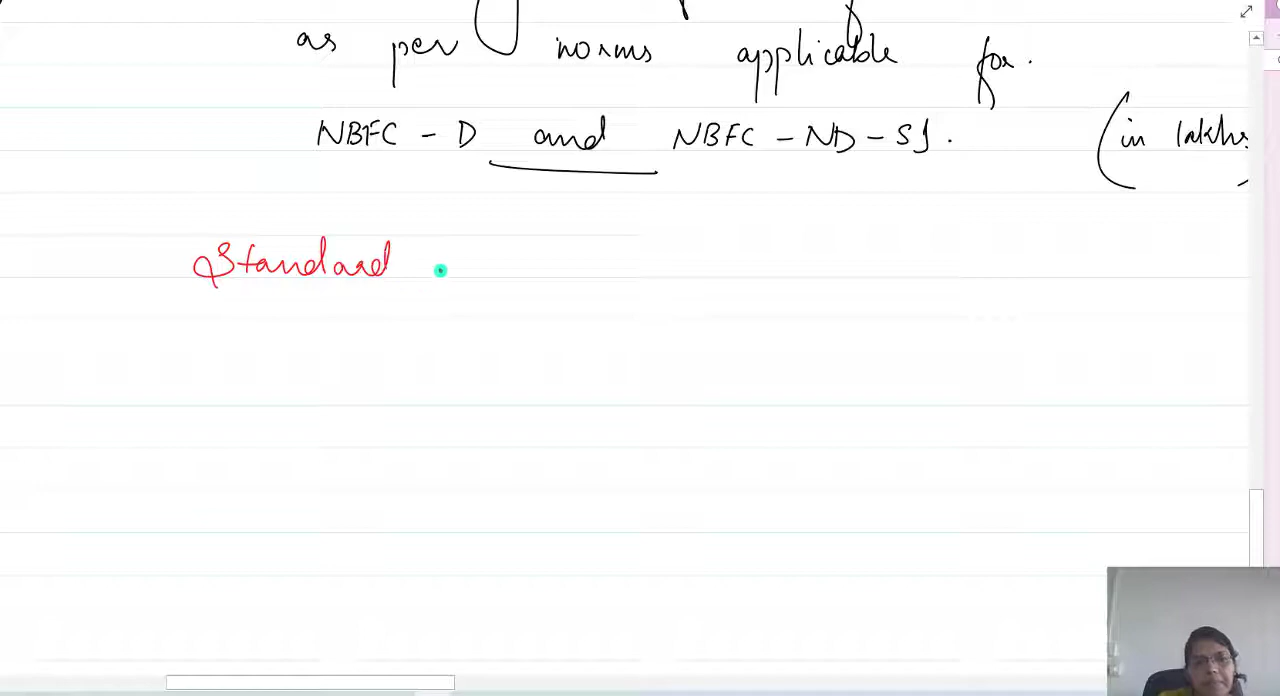 as per norms applicable for.
NBFC - D and NBFC - ND - SI. (in lakhs
Standard